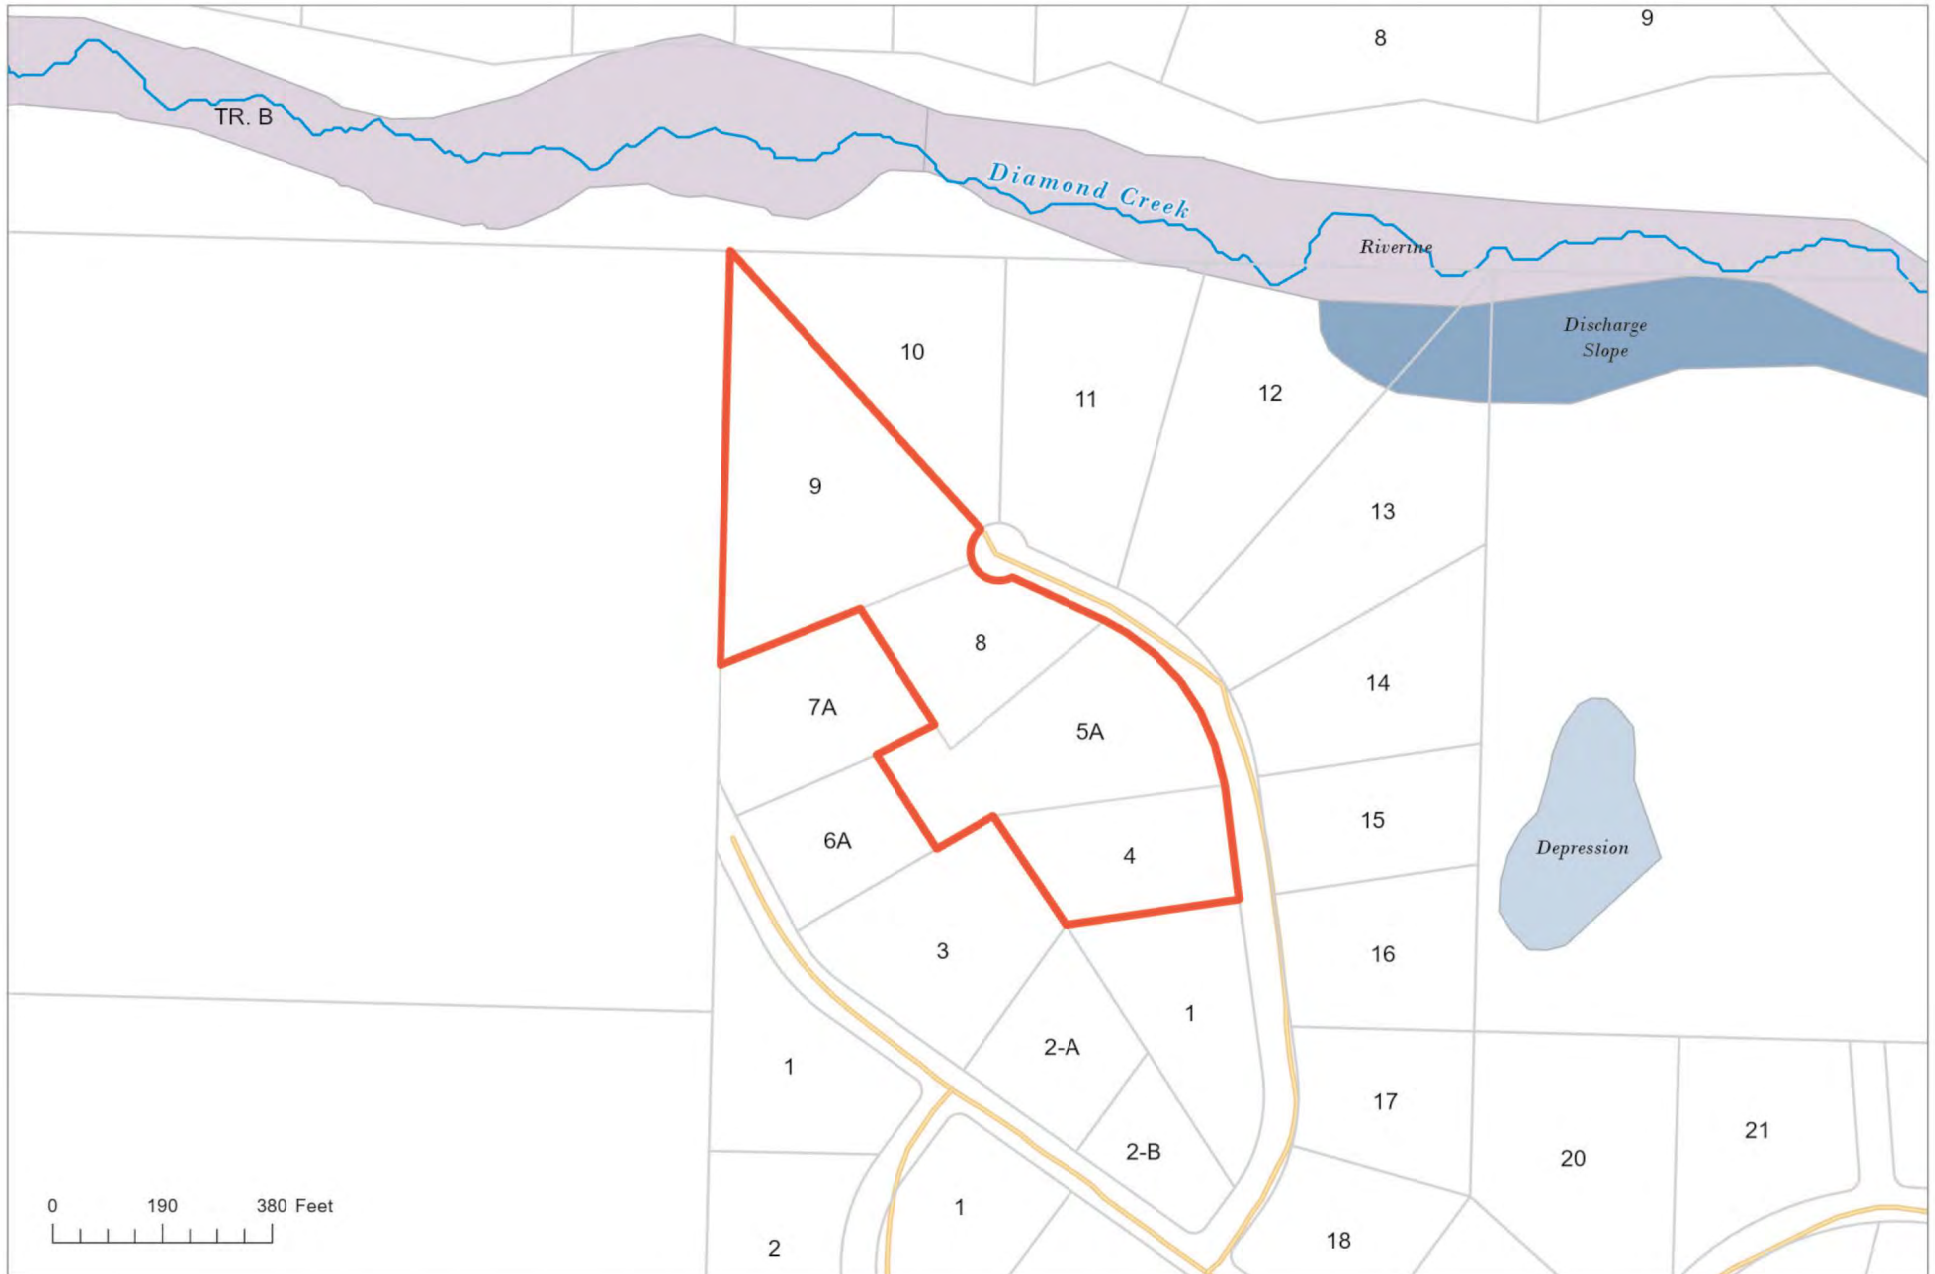 9
8
TR. B
Diamond Creek
Riverine
Discharge
Slope
10
12
11
9
13
8
14
7A
5A
15
6A
Depression
4
3
16
1
2-A
1
17
21
2-B
20
0 190 380 Feet
1
18
2